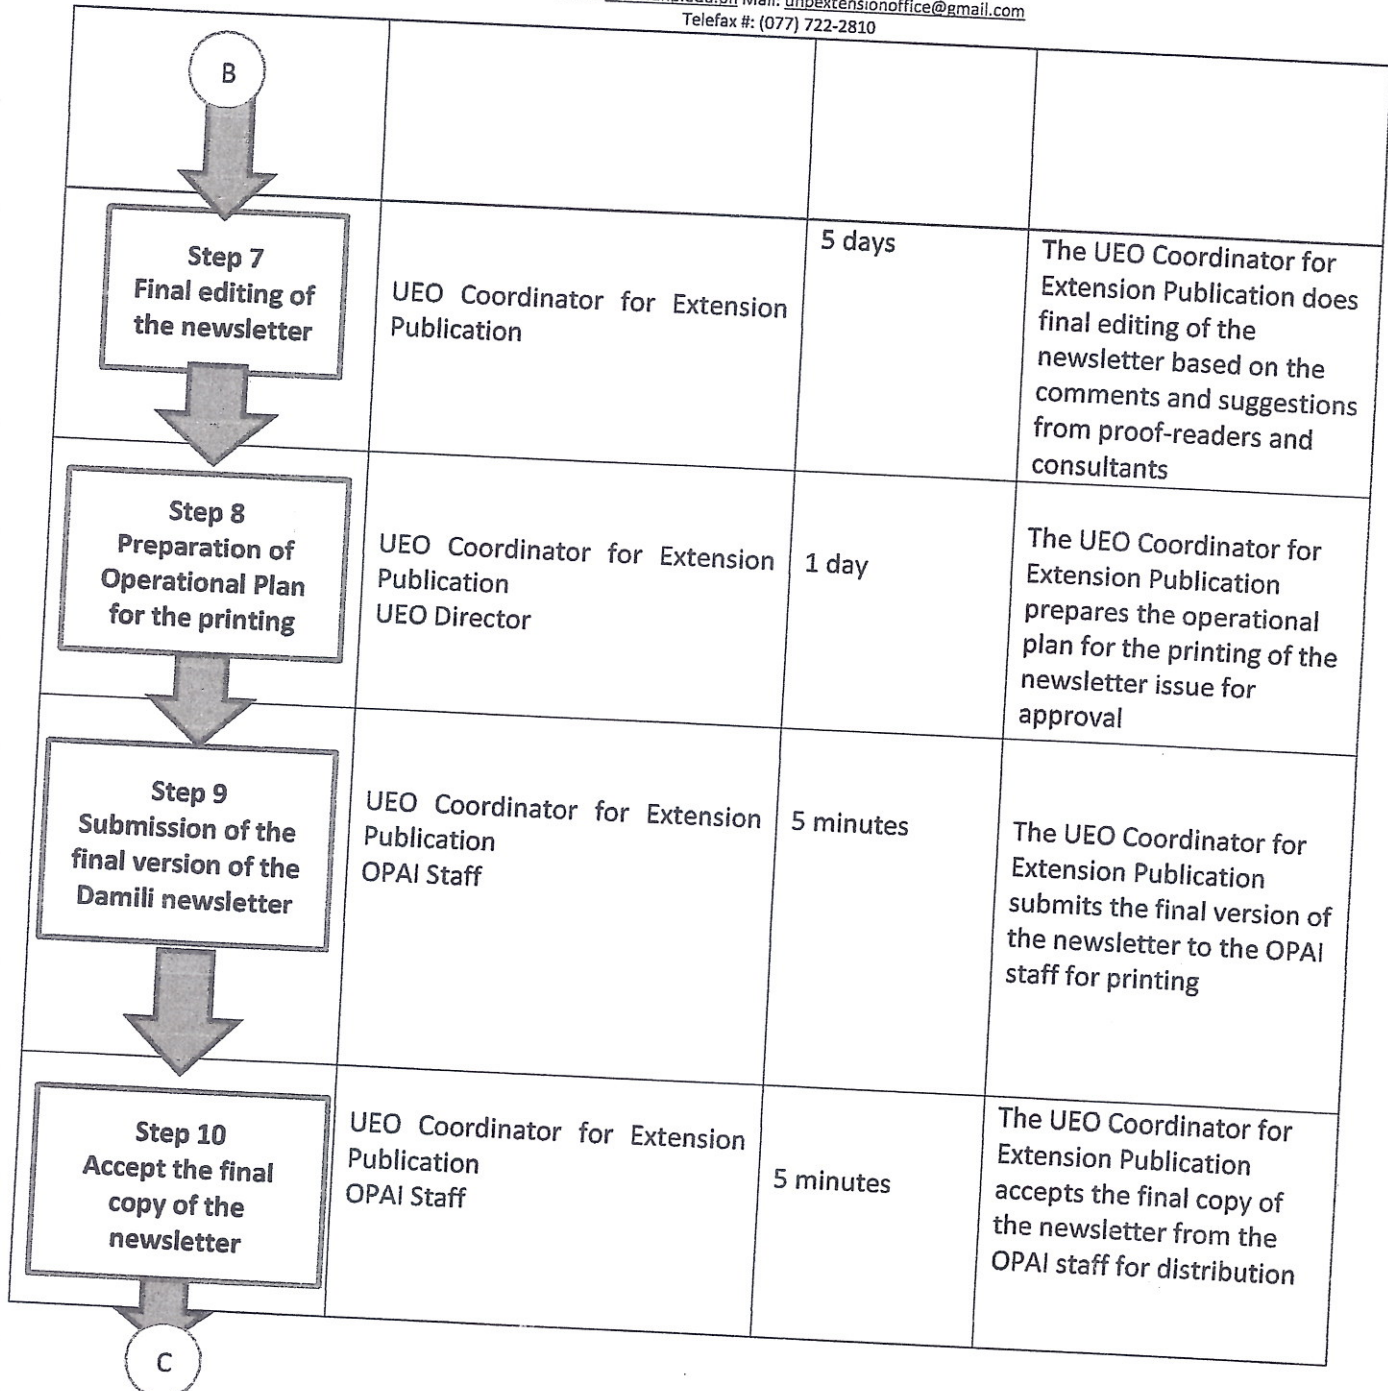 Mail: unpextensionoffice@gmail.com
Telefax #: (077) 722-2810
B
Step 7
Final editing of
the newsletter
UEO Coordinator for Extension
Publication
5 days
The UEO Coordinator for
Extension Publication does
final editing of the
newsletter based on the
comments and suggestions
from proof-readers and
consultants
Step 8
Preparation of
Operational Plan
for the printing
UEO Coordinator for Extension
Publication
UEO Director
1 day
The UEO Coordinator for
Extension Publication
prepares the operational
plan for the printing of the
newsletter issue for
approval
Step 9
Submission of the
final version of the
Damili newsletter
UEO Coordinator for Extension
Publication
OPAI Staff
5 minutes
The UEO Coordinator for
Extension Publication
submits the final version of
the newsletter to the OPAI
staff for printing
Step 10
Accept the final
copy of the
newsletter
UEO Coordinator for Extension
Publication
OPAI Staff
5 minutes
The UEO Coordinator for
Extension Publication
accepts the final copy of
the newsletter from the
OPAI staff for distribution
C